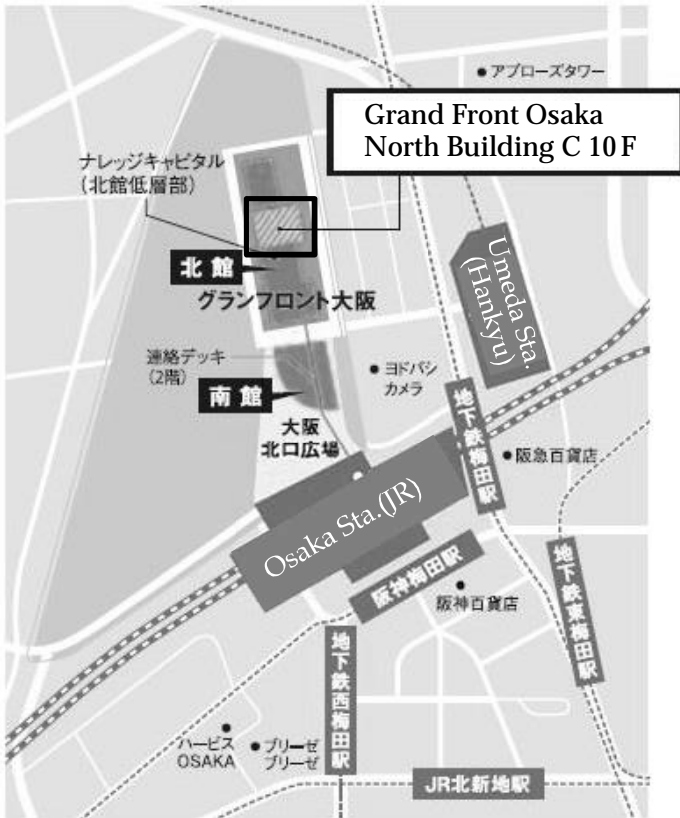 アプローズタワー
Grand Front Osaka
North Building C 10 F
ナレッジキャピタル
(北館低層部)
北館
グランフロント大阪
Umeda Sta.
(Hankyu)
連絡デッキ
(2階)
南館
ヨドバシ
カメラ
大阪
北口広場
地下鉄梅田駅
阪急百貨店
Osaka Sta.(JR)
阪神梅田駅
阪神百貨店
地下鉄東梅田駅
地下鉄西梅田駅
ハービス
OSAKA
ブリーゼ
ブリーゼ
JR北新地駅